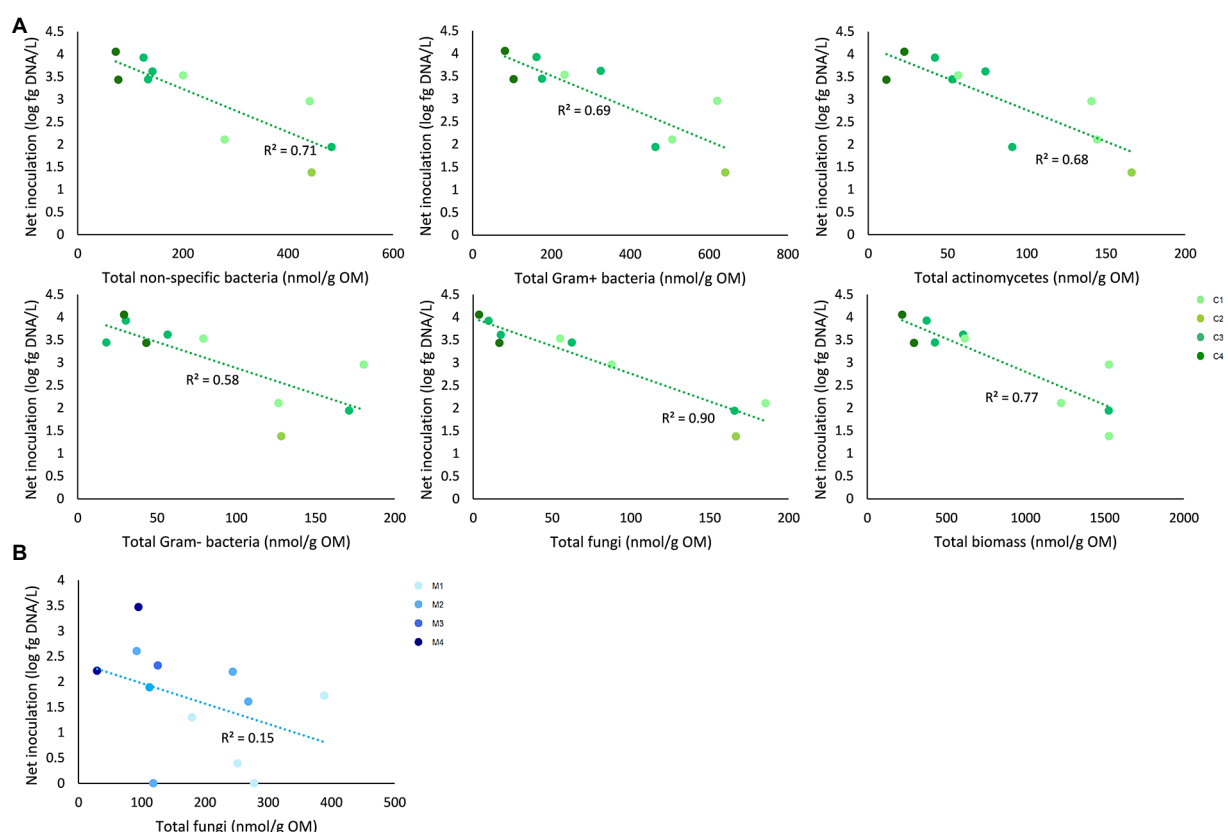 A
Net inoculation (log fg DNA/L)
4.5
4
3.5
3
2.5
2
1.5
1
0.5
0
R² = 0.71
0 200 400 600
Total non-specific bacteria (nmol/g OM)
Net inoculation (log fg DNA/L)
4.5
4
3.5
3
2.5
2
1.5
1
0.5
0
R² = 0.69
0 200 400 600 800
Total Gram+ bacteria (nmol/g OM)
Net inoculation (log fg DNA/L)
4.5
4
3.5
3
2.5
2
1.5
1
0.5
0
R² = 0.68
0 50 100 150 200
Total actinomycetes (nmol/g OM)
Net inoculation (log fg DNA/L)
4.5
4
3.5
3
2.5
2
1.5
1
0.5
0
R² = 0.58
0 50 100 150 200
Total Gram- bacteria (nmol/g OM)
Net inoculation (log fg DNA/L)
4.5
4
3.5
3
2.5
2
1.5
1
0.5
0
R² = 0.90
0 50 100 150 200
Total fungi (nmol/g OM)
Net incoulation (log fg DNA/L)
4.5
4
3.5
3
2.5
2
1.5
1
0.5
0
R² = 0.77
0 500 1000 1500 2000
Total biomass (nmol/g OM)
C1
C2
C3
C4
B
Net inoculation (log fg DNA/L)
4
3.5
3
2.5
2
1.5
1
0.5
0
R² = 0.15
0 100 200 300 400 500
Total fungi (nmol/g OM)
M1
M2
M3
M4